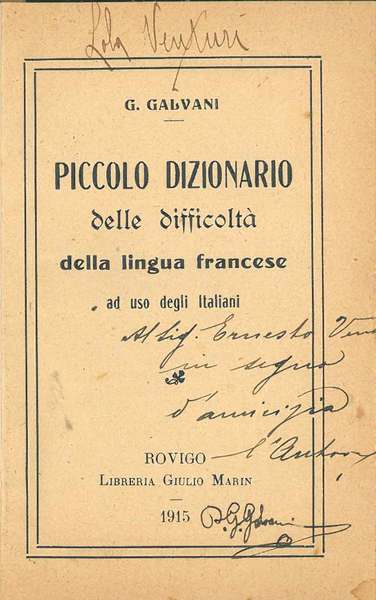 Lola Venturi
G. GALVANI
PICCOLO DIZIONARIO
delle difficoltà
della lingua francese
ad uso degli Italiani
Al Sig. Ernesto Ven
in segno
d'amicizia
l'Autore
ROVIGO
LIBRERIA GIULIO MARIN
1915
G. Galvani